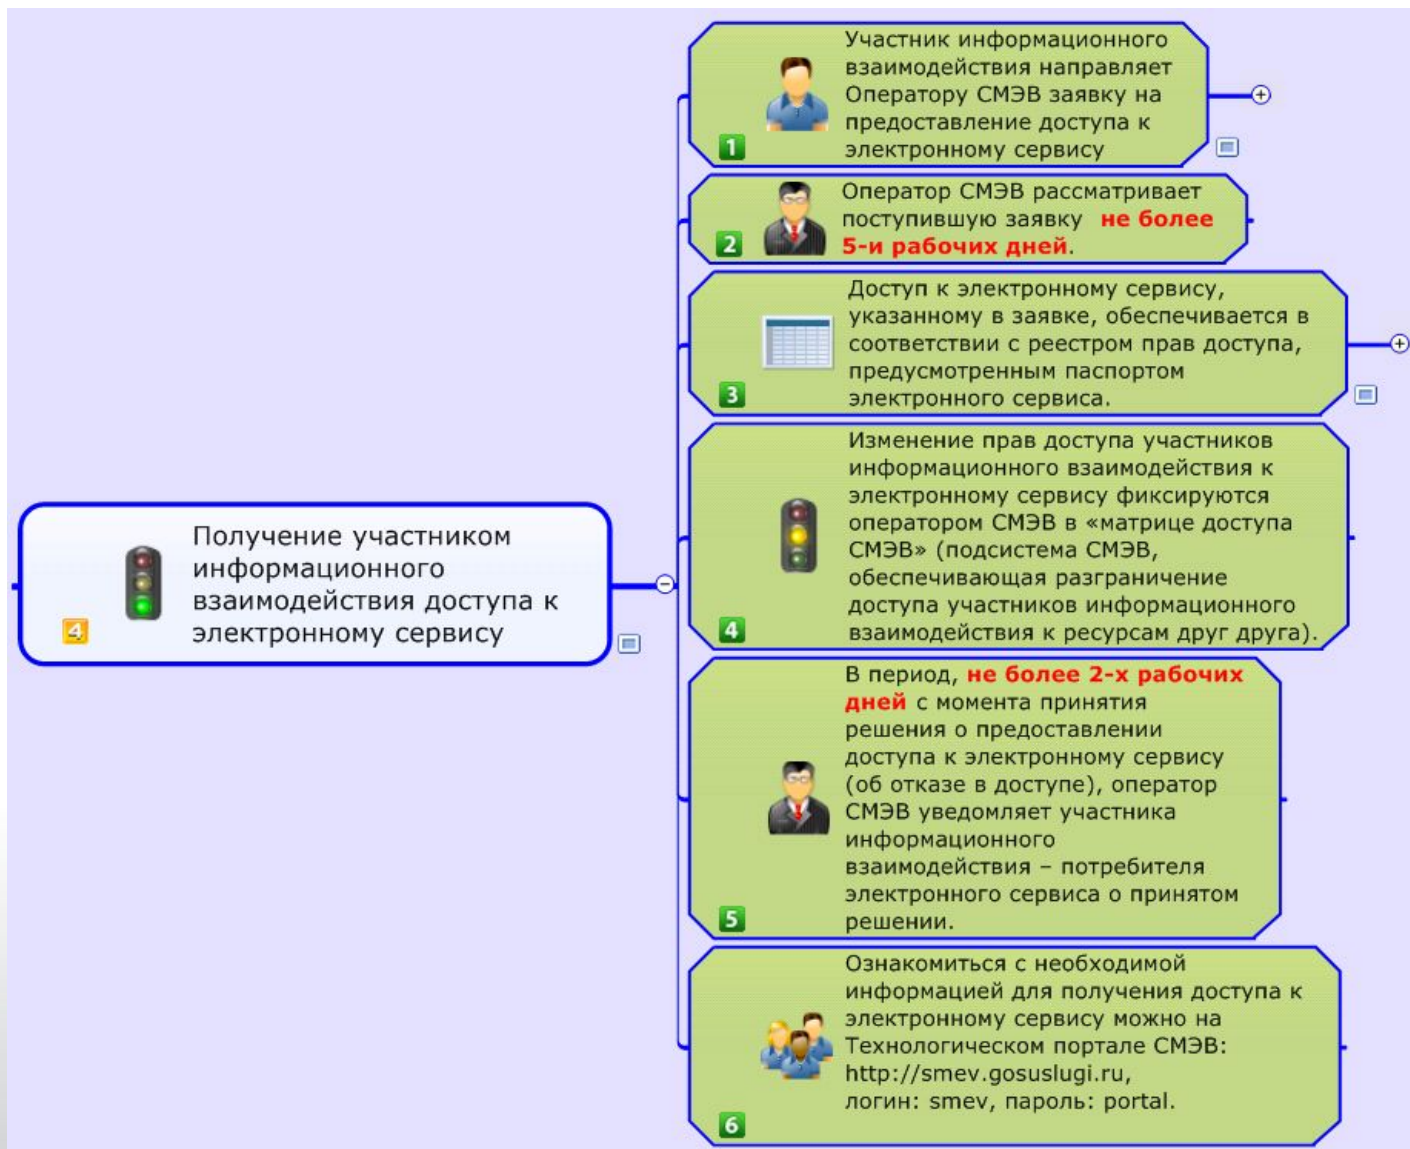 Участник информационного
взаимодействия направляет
Оператору СМЭВ заявку на
предоставление доступа к
электронному сервису
1
Оператор СМЭВ рассматривает
поступившую заявку не более
5-и рабочих дней.
2
Доступ к электронному сервису,
указанному в заявке, обеспечивается в
соответствии с реестром прав доступа,
предусмотренным паспортом
электронного сервиса.
3
Изменение прав доступа участников
информационного взаимодействия к
электронному сервису фиксируются
оператором СМЭВ в «матрице доступа
СМЭВ» (подсистема СМЭВ,
обеспечивающая разграничение
доступа участников информационного
взаимодействия к ресурсам друг друга).
4
Получение участником
информационного
взаимодействия доступа к
электронному сервису
4
В период, не более 2-х рабочих
дней с момента принятия
решения о предоставлении
доступа к электронному сервису
(об отказе в доступе), оператор
СМЭВ уведомляет участника
информационного
взаимодействия – потребителя
электронного сервиса о принятом
решении.
5
Ознакомиться с необходимой
информацией для получения доступа к
электронному сервису можно на
Технологическом портале СМЭВ:
http://smev.gosuslugi.ru,
логин: smev, пароль: portal.
6